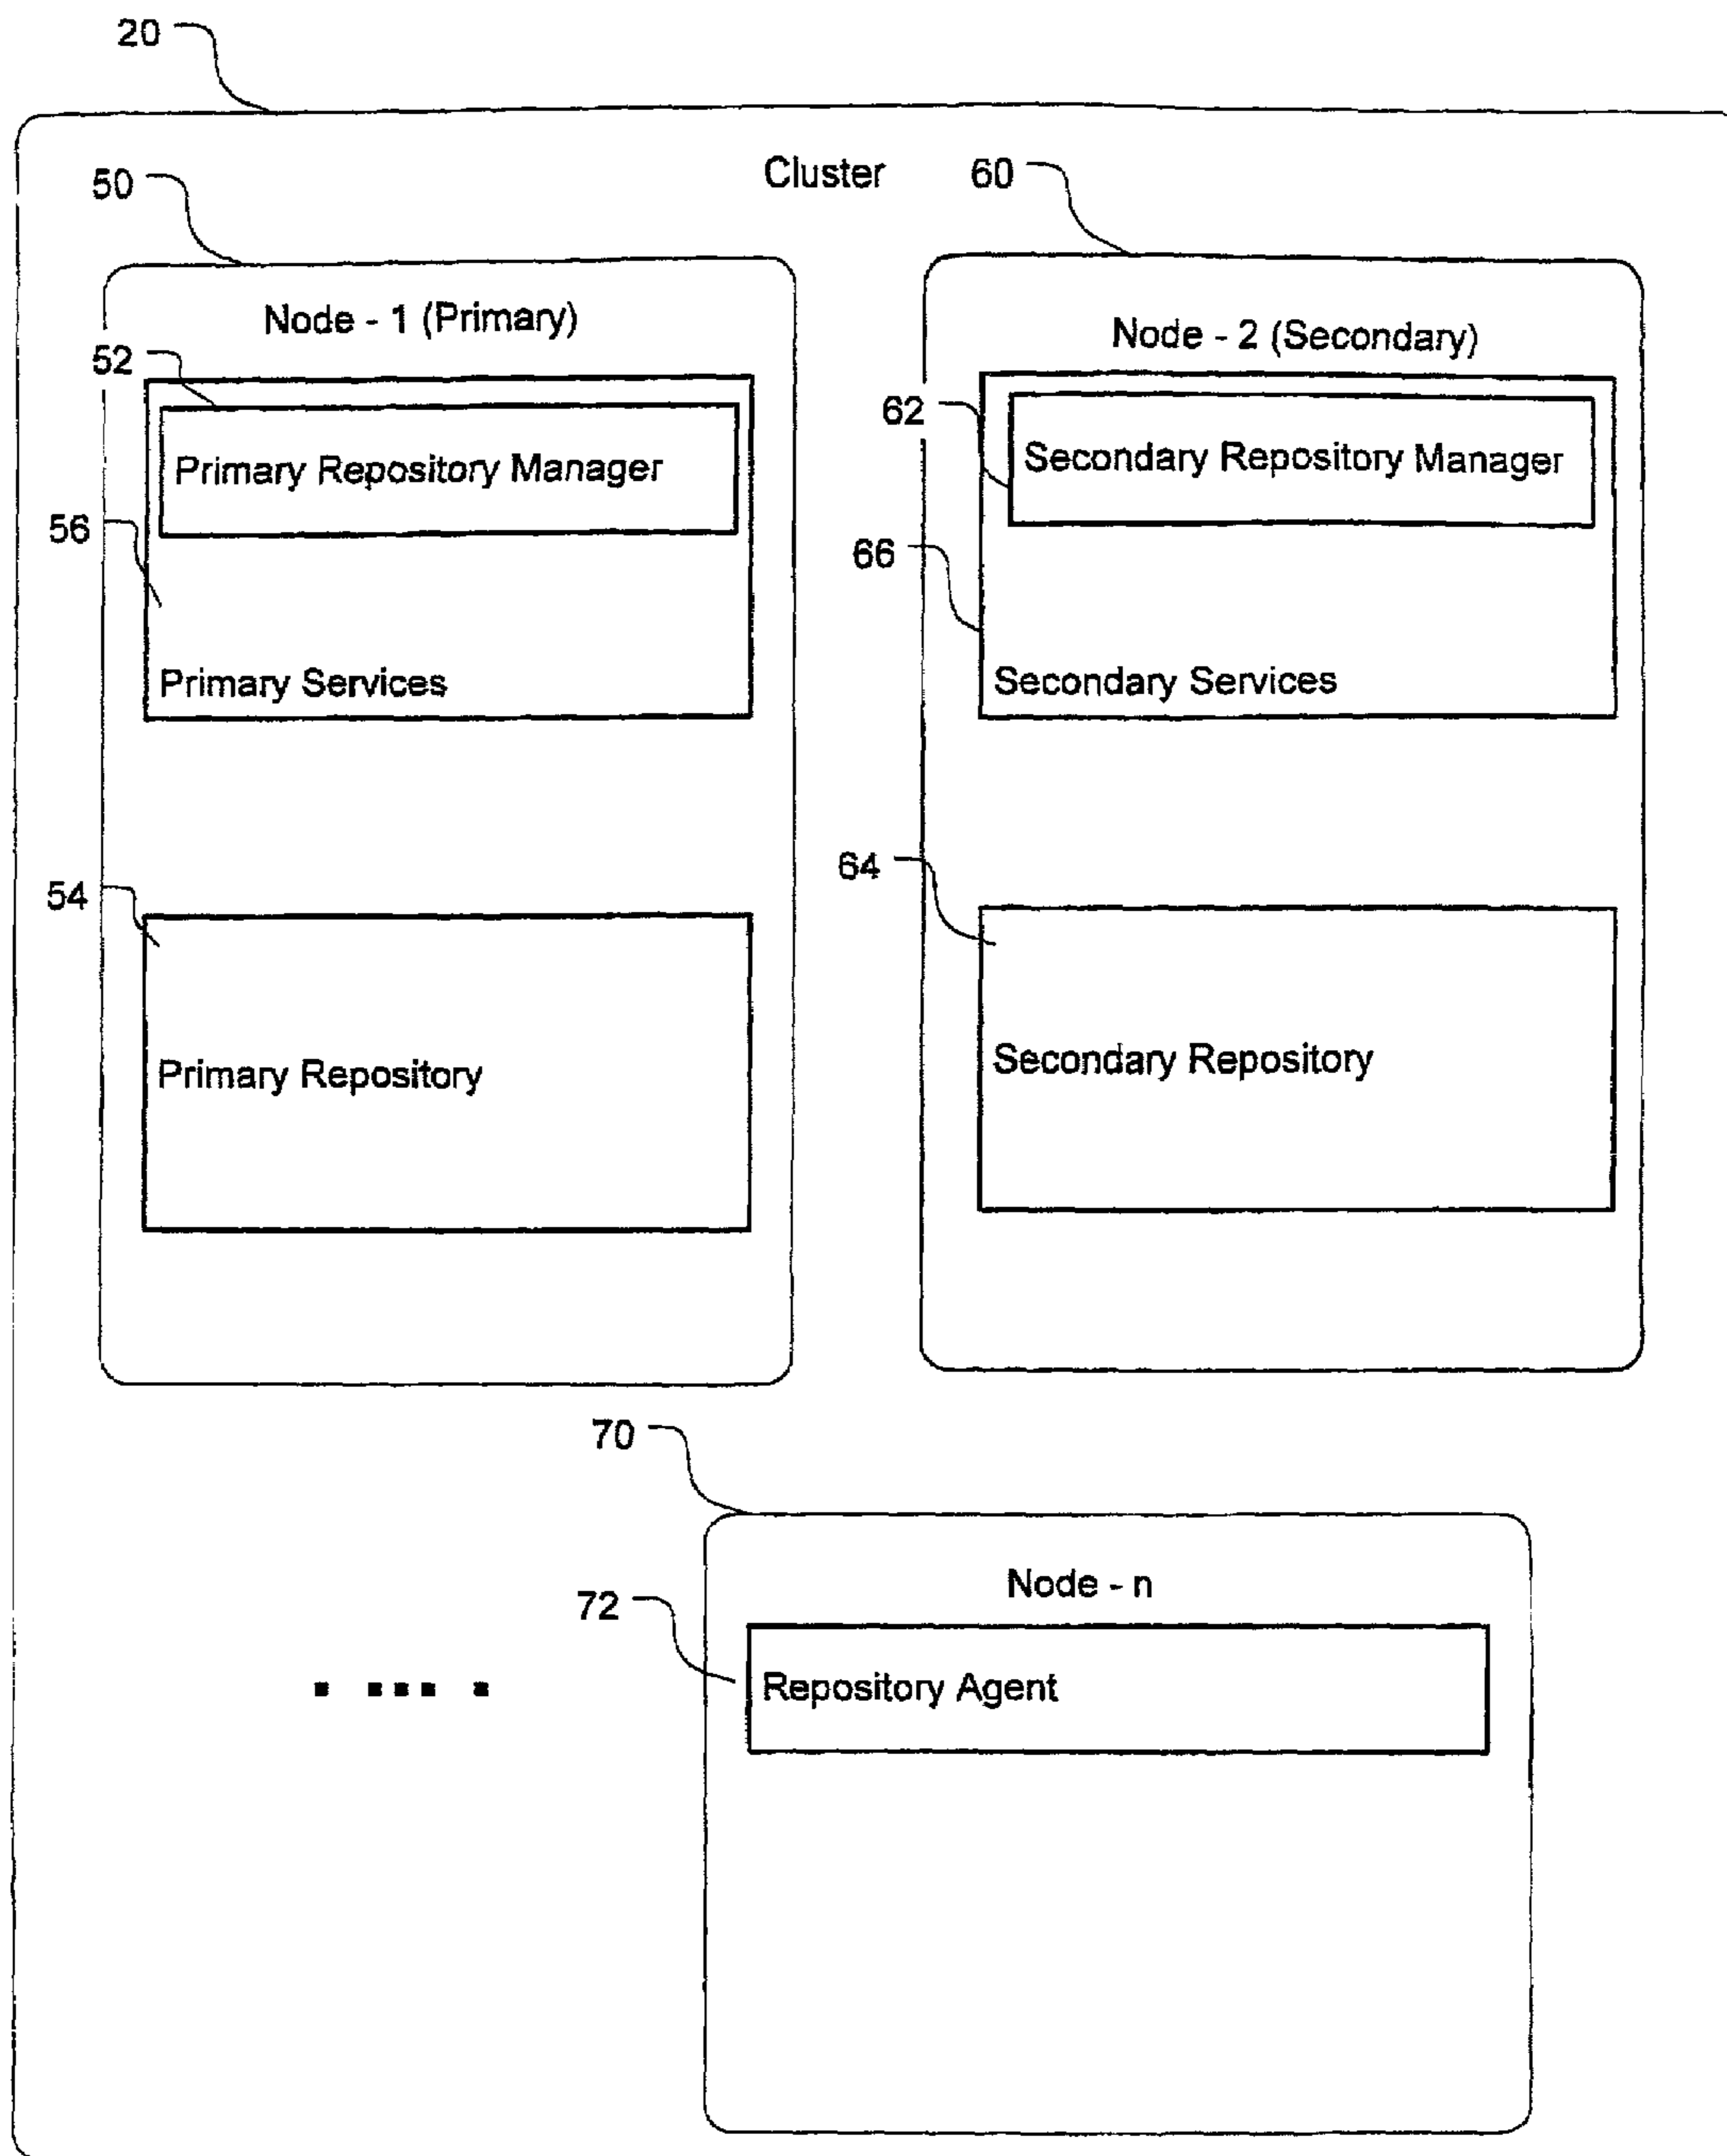 20
Cluster
50
60
Node - 1 (Primary)
Node - 2 (Secondary)
52
62
Primary Repository Manager
Secondary Repository Manager
56
66
Primary Services
Secondary Services
54
64
Primary Repository
Secondary Repository
70
Node - n
72
Repository Agent